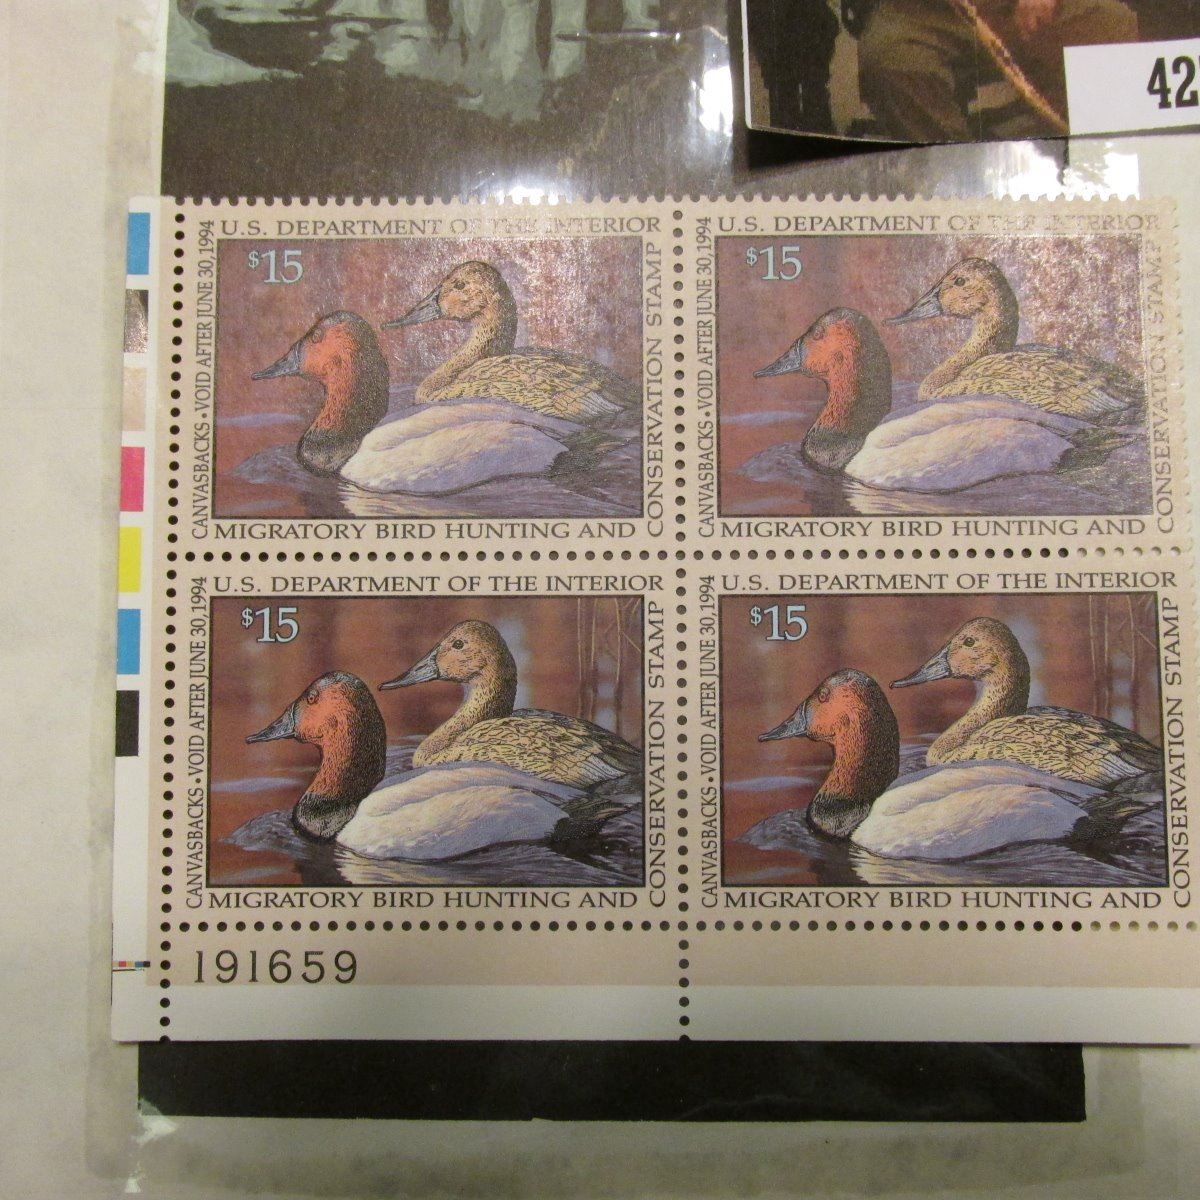 42
U.S. DEPARTMENT OF THE INTERIOR
$15
CANVASBACKS • VOID AFTER JUNE 30, 1994
CONSERVATION STAMP
MIGRATORY BIRD HUNTING AND
U.S. DEPARTMENT OF THE INTERIOR
$15
CANVASBACKS • VOID AFTER JUNE 30, 1994
CONSERVATION STAMP
MIGRATORY BIRD HUNTING AND
U.S. DEPARTMENT OF THE INTERIOR
$15
CANVASBACKS • VOID AFTER JUNE 30, 1994
CONSERVATION STAMP
MIGRATORY BIRD HUNTING AND
U.S. DEPARTMENT OF THE INTERIOR
$15
CANVASBACKS • VOID AFTER JUNE 30, 1994
CONSERVATION STAMP
MIGRATORY BIRD HUNTING AND
191659